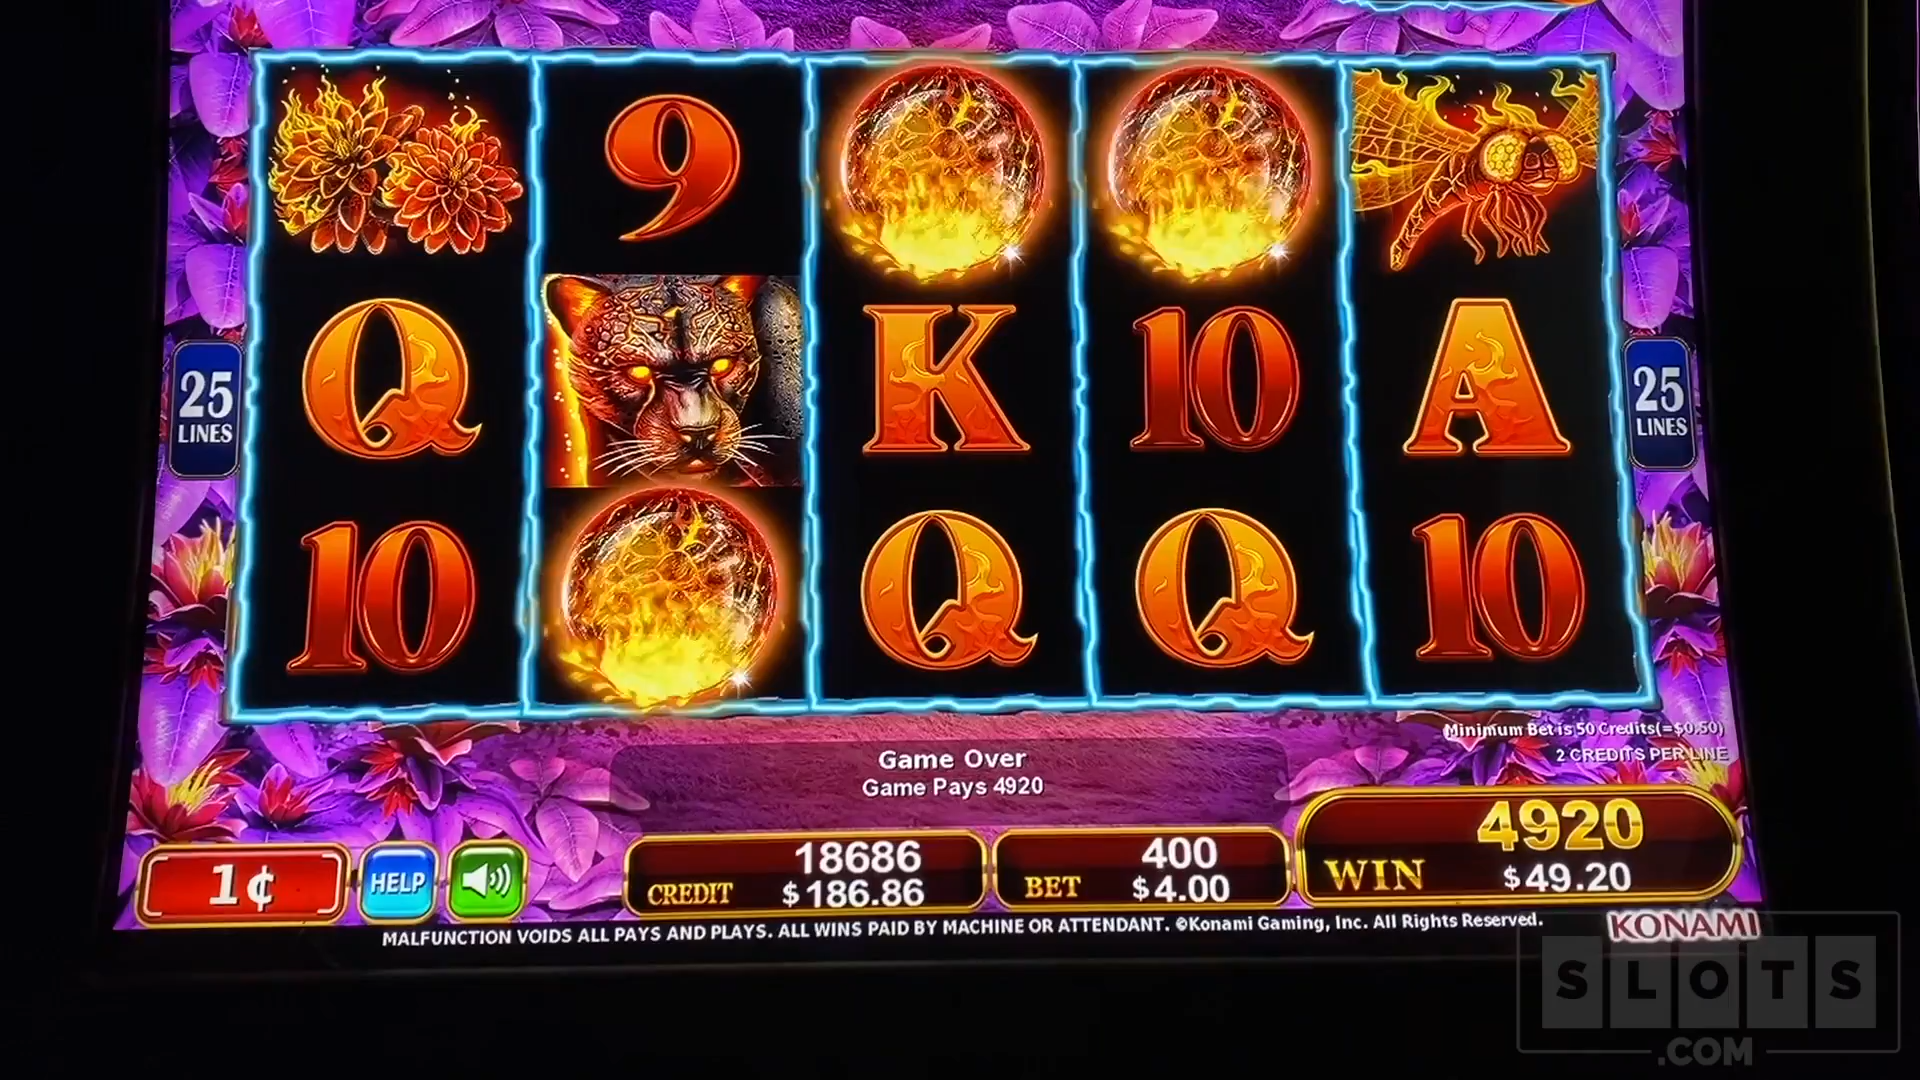 9
Q
K
10
A
10
Q
Q
10
25
LINES
25
LINES
Minimum Bet is 50 Credits(=$0.50)
2 CREDITS PER LINE
Game Over
Game Pays 4920
1¢
HELP
CREDIT
18686
$186.86
BET
400
$4.00
WIN
4920
$49.20
MALFUNCTION VOIDS ALL PAYS AND PLAYS. ALL WINS PAID BY MACHINE OR ATTENDANT. ©Konami Gaming, Inc. All Rights Reserved.
KONAMI
SLOTS
.COM